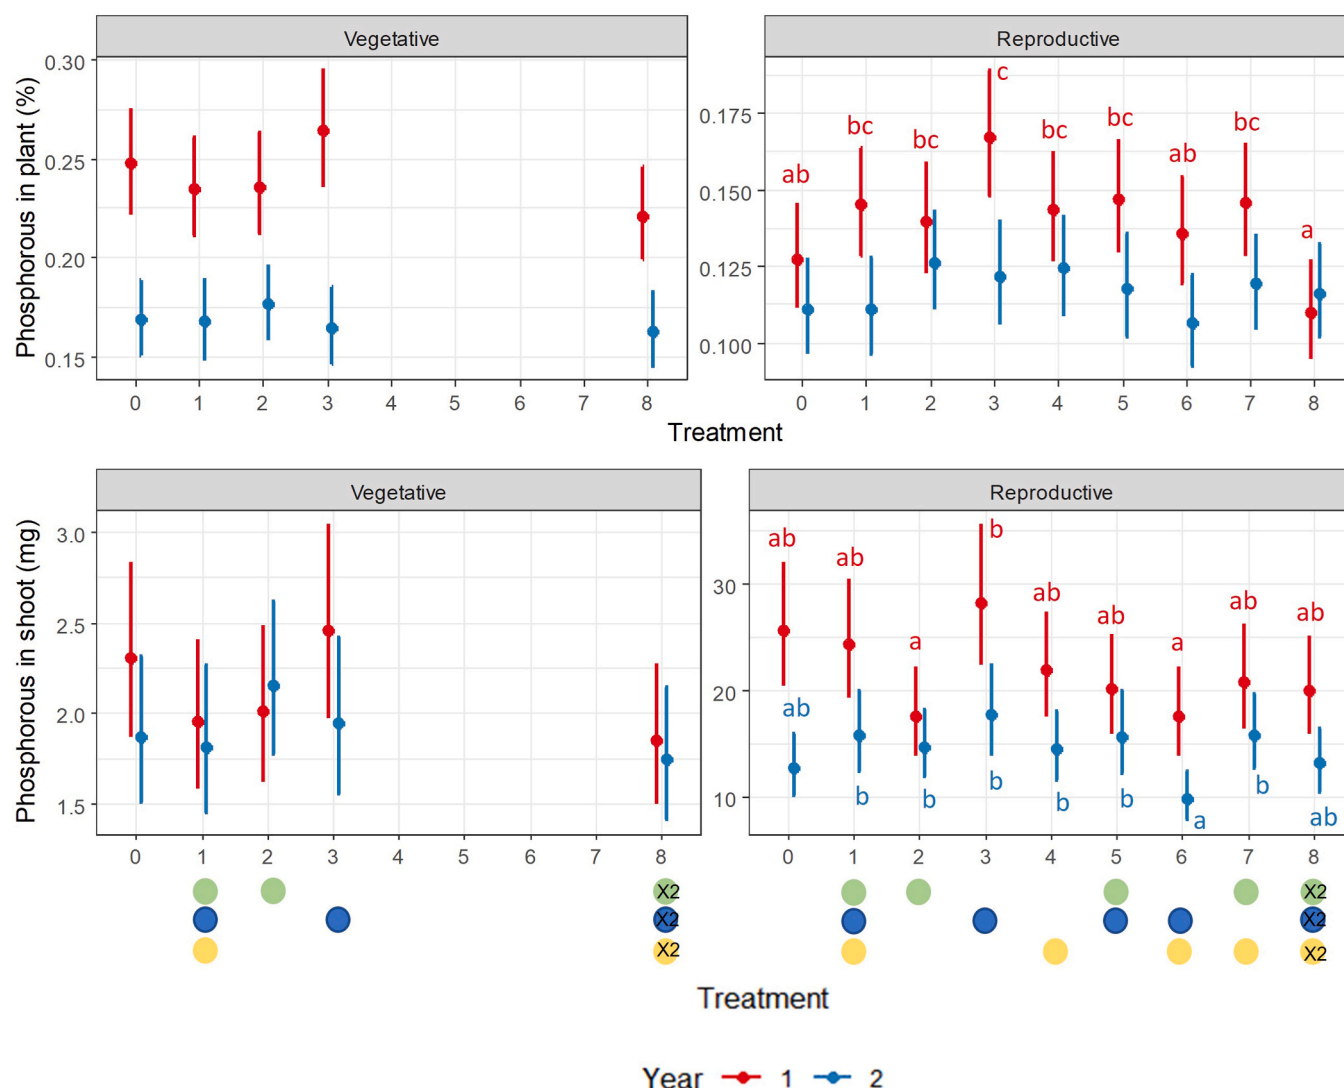 Vegetative
Reproductive
Phosphorous in plant (%)
0.30
0.25
0.20
0.15
0 1 2 3 4 5 6 7 8
0.175
0.150
0.125
0.100
ab bc bc c bc bc ab bc a
0 1 2 3 4 5 6 7 8
Treatment
Vegetative
Reproductive
Phosphorous in shoot (mg)
3.0
2.5
2.0
1.5
0 1 2 3 4 5 6 7 8
X2
X2
X2
30
20
10
ab ab a b ab ab a ab ab
ab b b b b b a b ab
0 1 2 3 4 5 6 7 8
X2
X2
X2
Treatment
Year 1 2